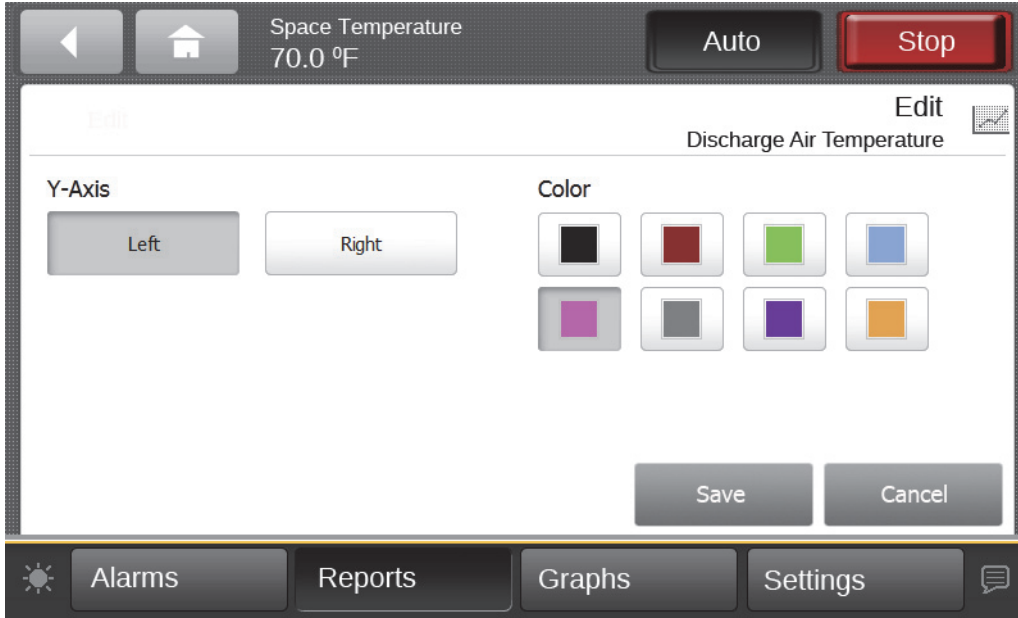 Space Temperature
70.0 ºF
Auto
Stop
Edit
Edit
Discharge Air Temperature
Y-Axis
Color
Left
Right
Save
Cancel
Alarms
Reports
Graphs
Settings